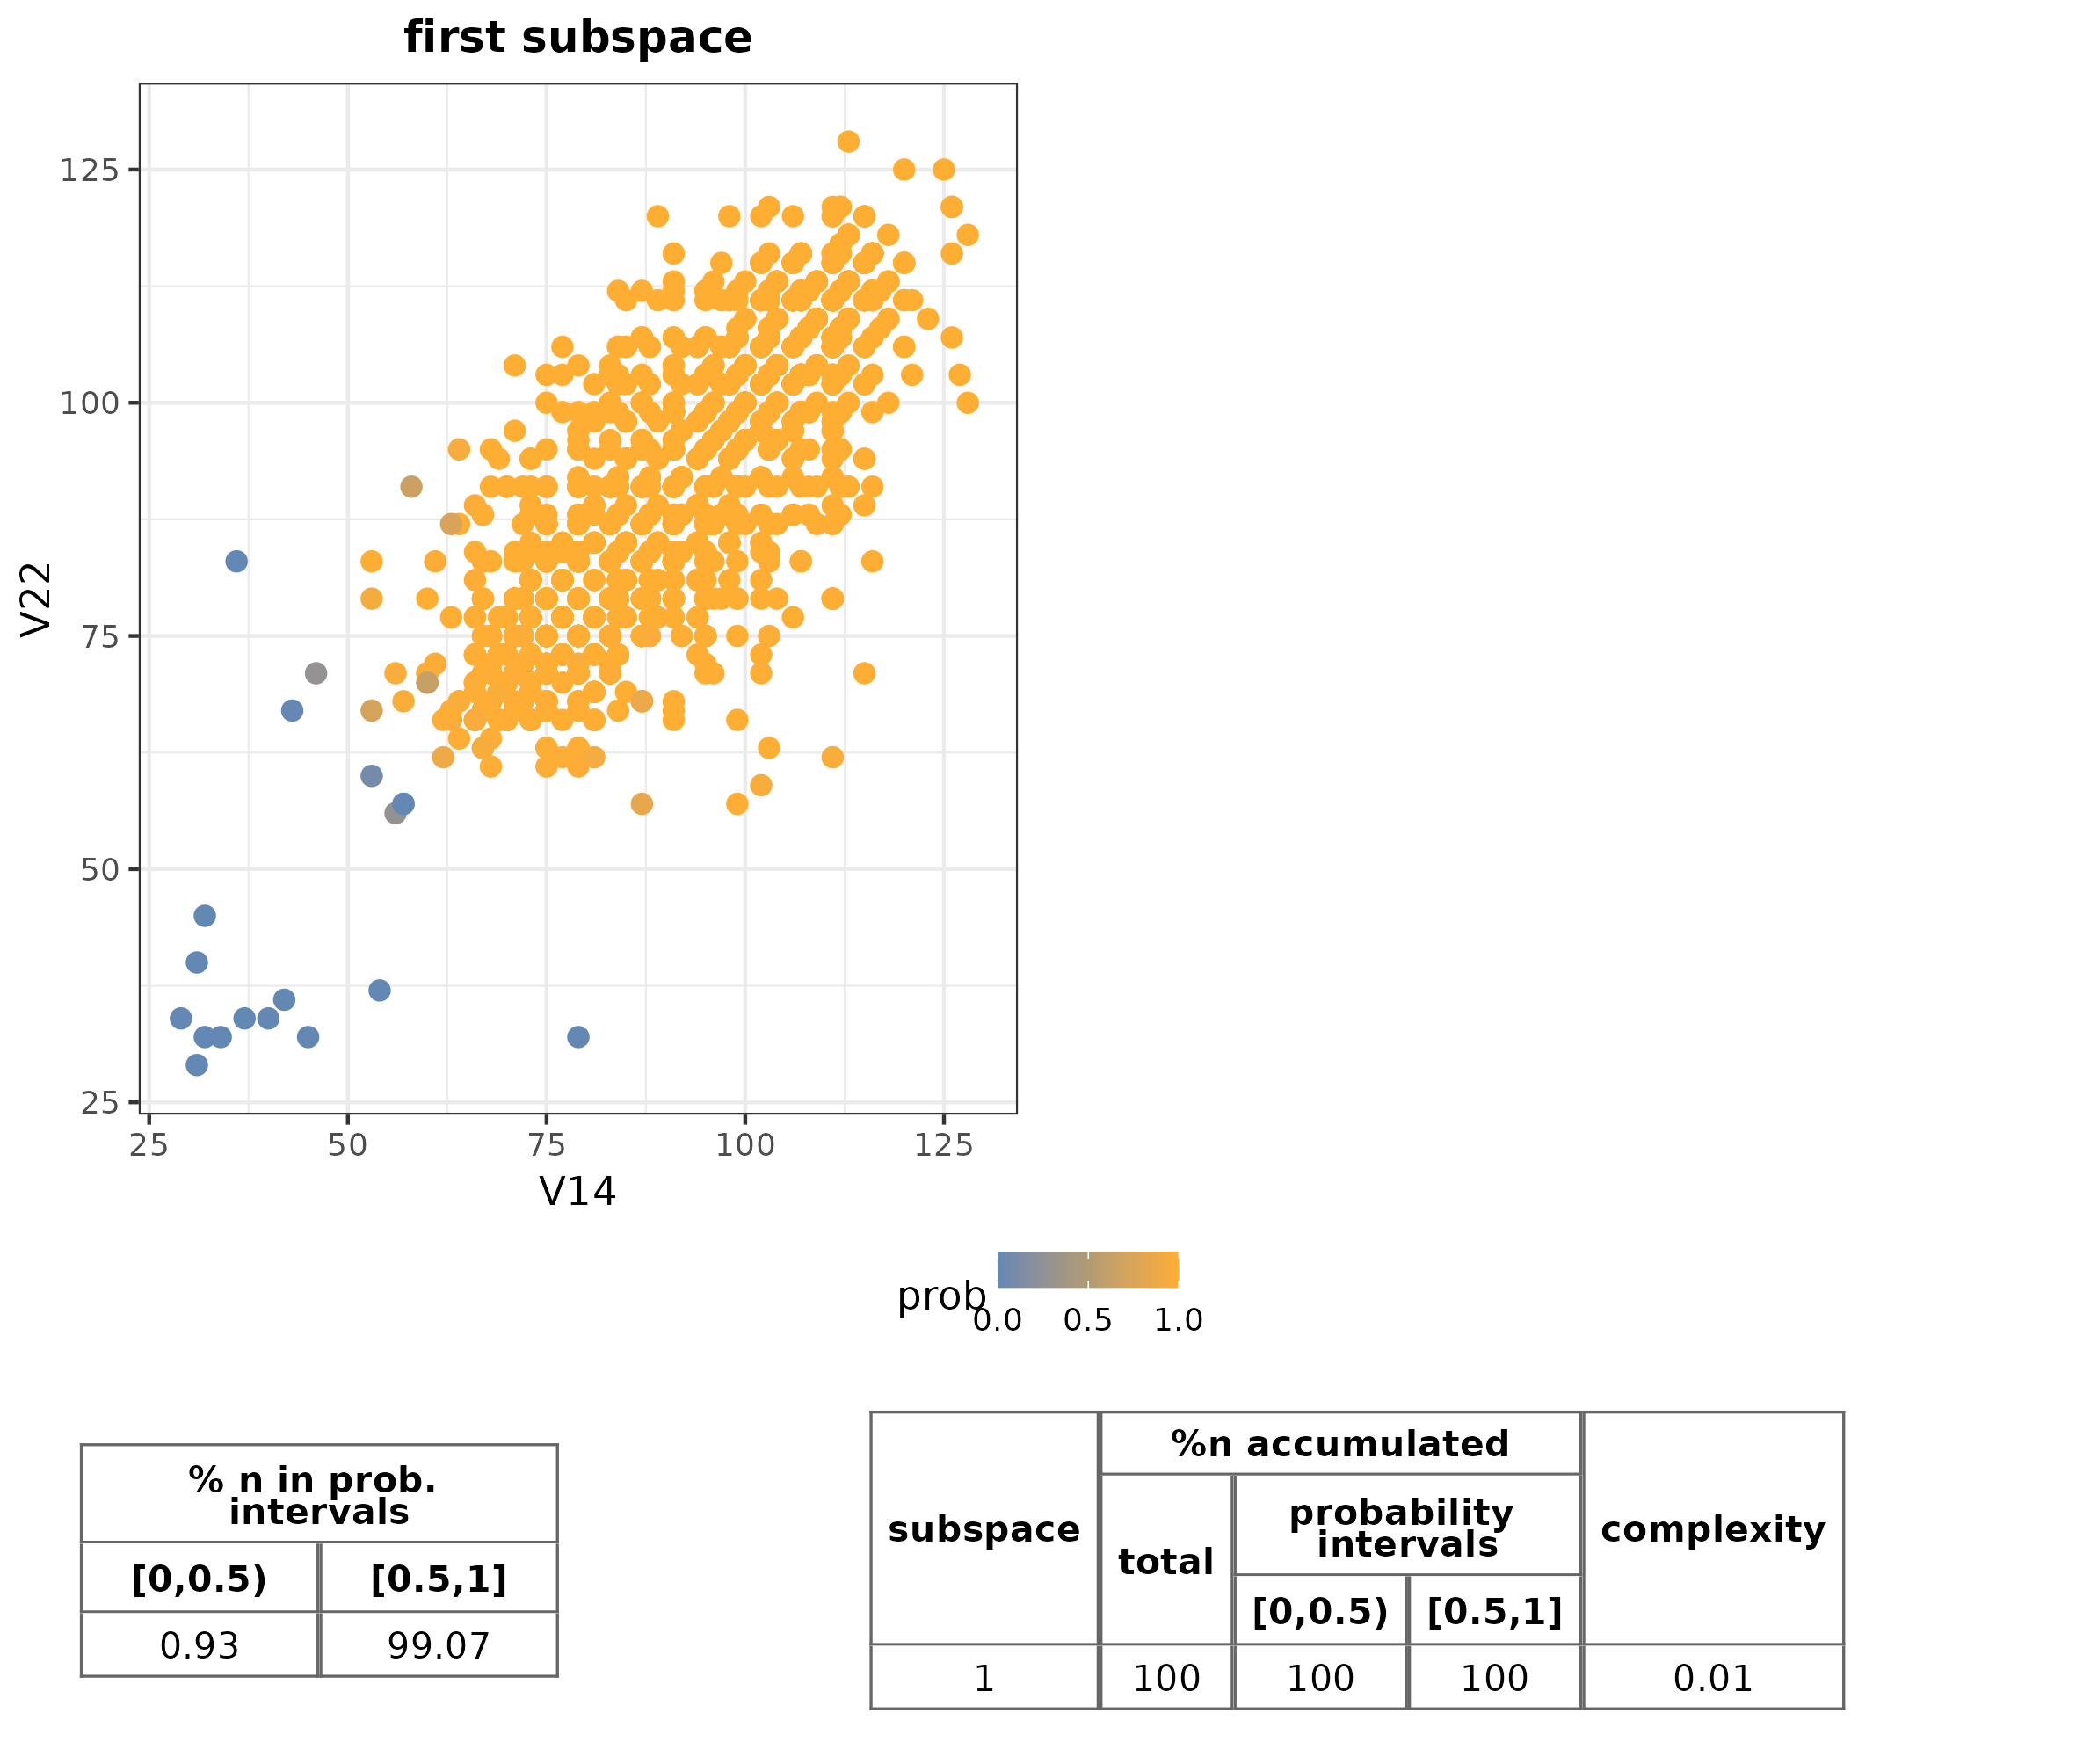 first subspace
V22
125
100
75
50
25
25 50 75 100 125
V14
prob
0.0 0.5 1.0
% n in prob.
intervals
[0,0.5) [0.5,1]
0.93 99.07
subspace
%n accumulated
total
probability
intervals
[0,0.5) [0.5,1]
complexity
1 100 100 100 0.01